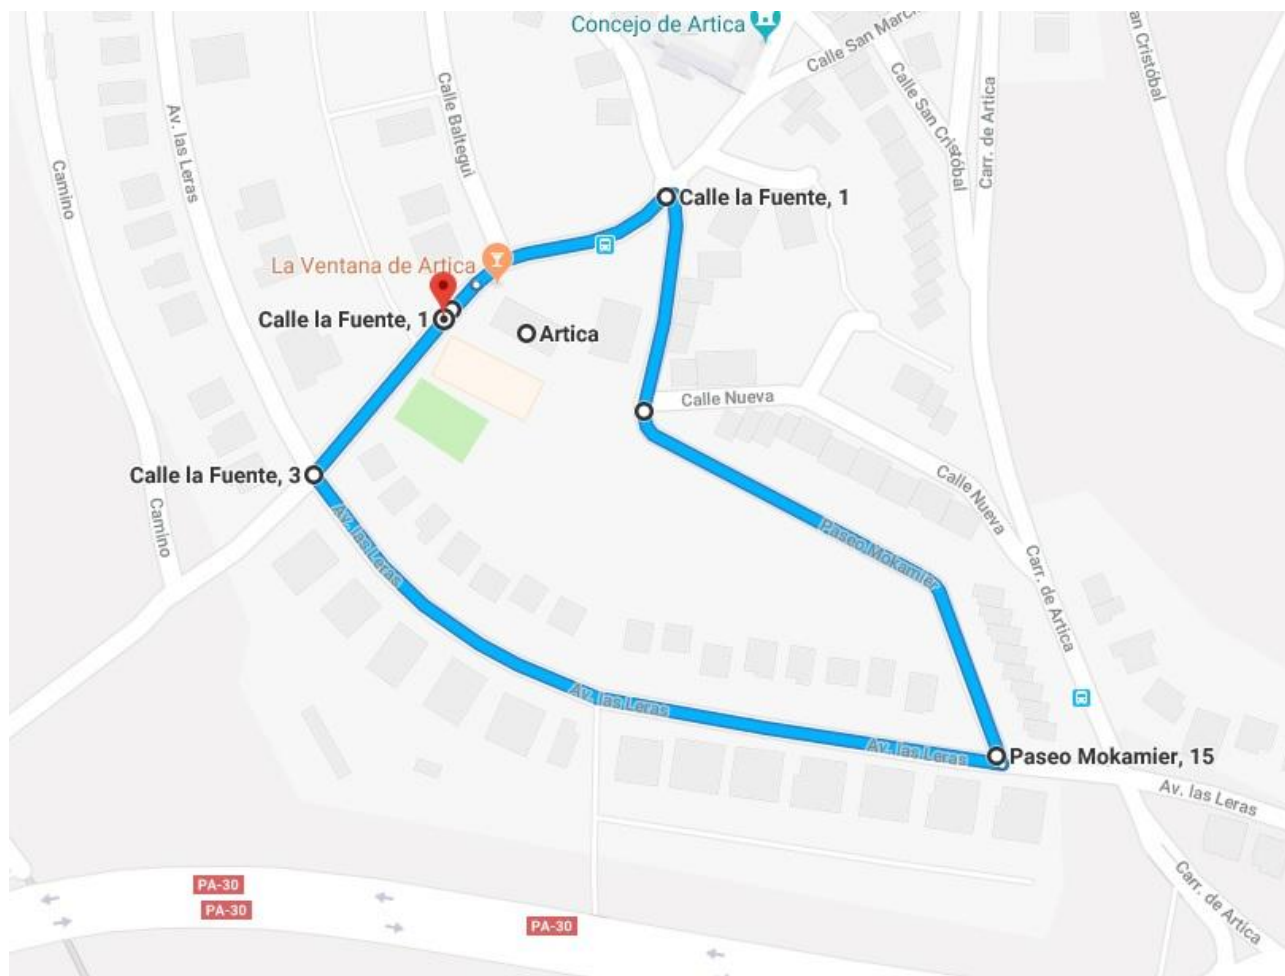 Concejo de Artica
Calle San Marci
Calle San Cristóbal
Carr. de Artica
San Cristóbal
Calle Baltegui
Av. las Leras
Camino
Calle la Fuente, 1
La Ventana de Artica
Calle la Fuente, 1
Artica
Calle Nueva
Calle la Fuente, 3
Camino
Av. las Leras
Calle Nueva
Paseo Mokamier
Carr. de Artica
Av. las Leras
Av. las Leras
Paseo Mokamier, 15
Av. las Leras
Carr. de Artica
PA-30
PA-30
PA-30